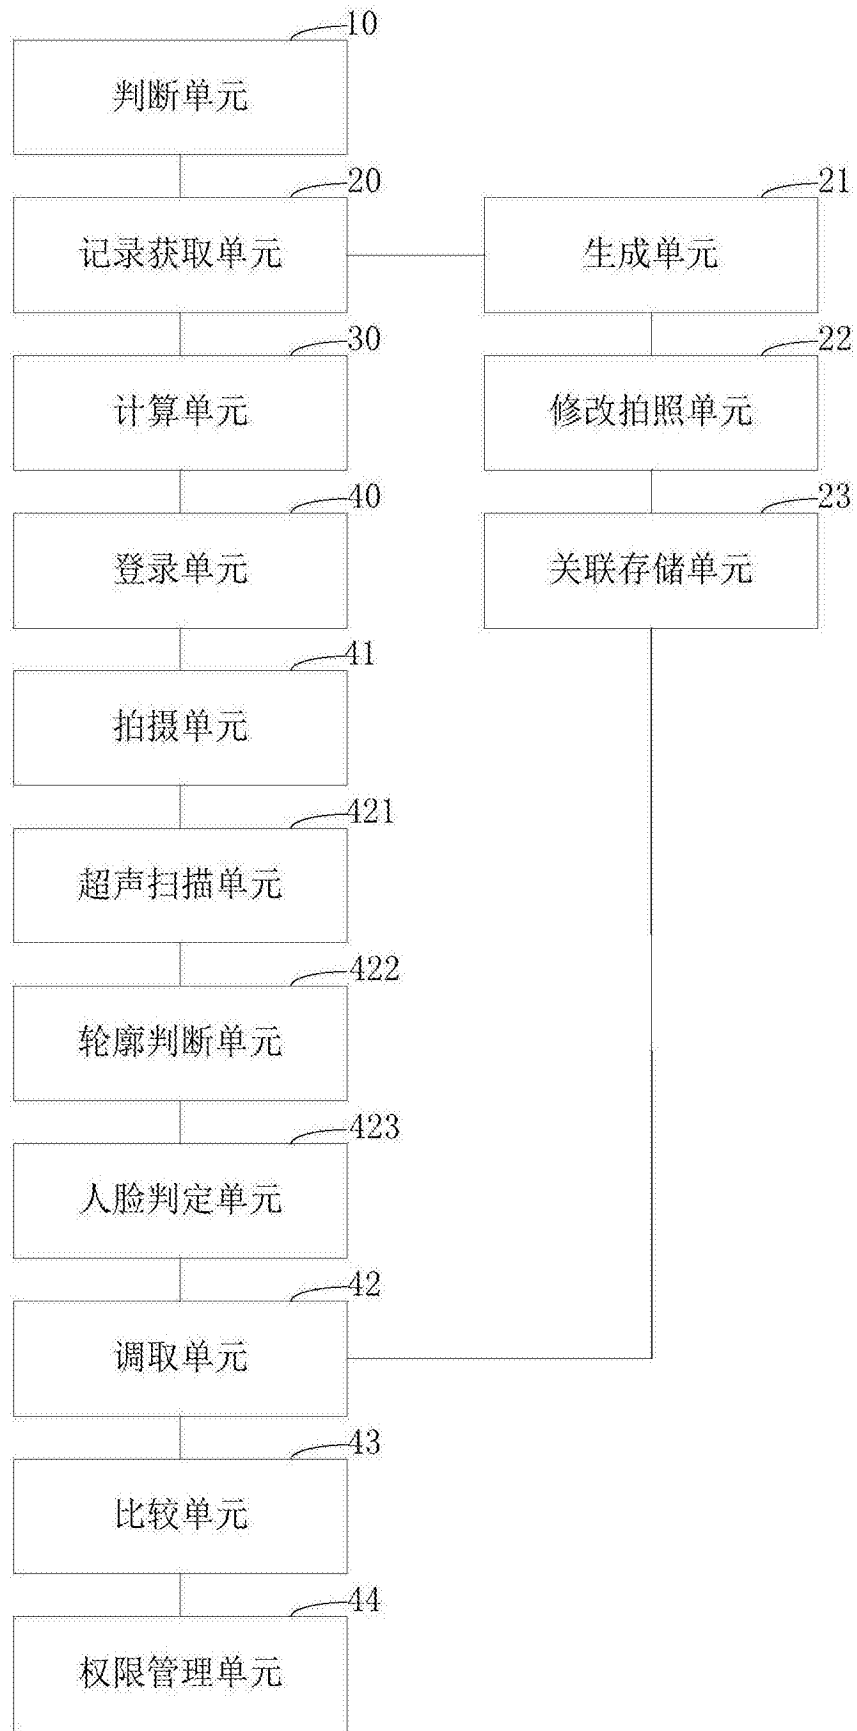 10
判断单元
20
记录获取单元
21
生成单元
30
计算单元
22
修改拍照单元
40
登录单元
23
关联存储单元
41
拍摄单元
421
超声扫描单元
422
轮廓判断单元
423
人脸判定单元
42
调取单元
43
比较单元
44
权限管理单元